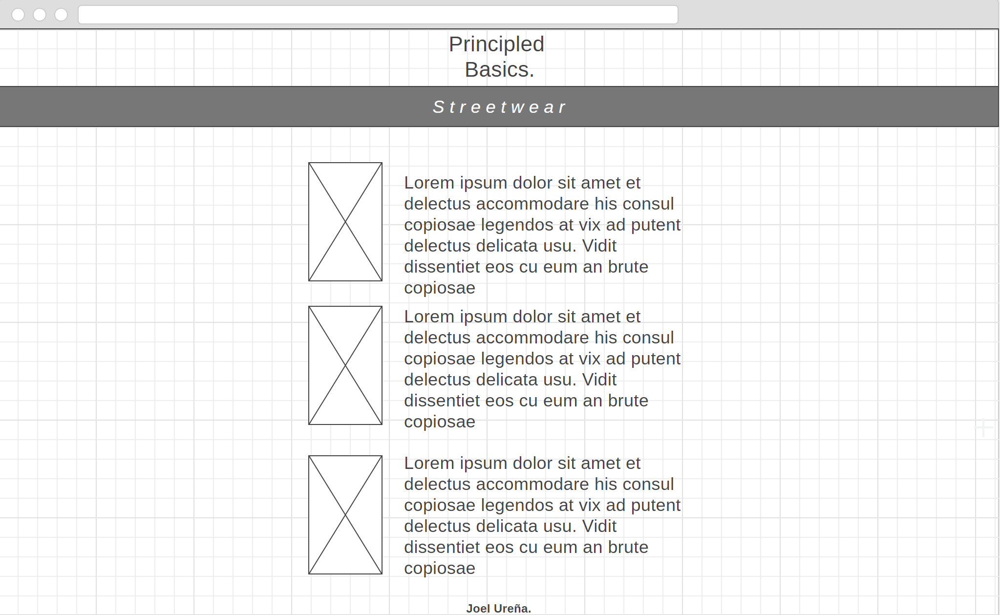 Principled
Basics.
Streetwear
Lorem ipsum dolor sit amet et
delectus accommodare his consul
copiosae legendos at vix ad putent
delectus delicata usu. Vidit
dissentiet eos cu eum an brute
copiosae
Lorem ipsum dolor sit amet et
delectus accommodare his consul
copiosae legendos at vix ad putent
delectus delicata usu. Vidit
dissentiet eos cu eum an brute
copiosae
Lorem ipsum dolor sit amet et
delectus accommodare his consul
copiosae legendos at vix ad putent
delectus delicata usu. Vidit
dissentiet eos cu eum an brute
copiosae
Joel Ureña.